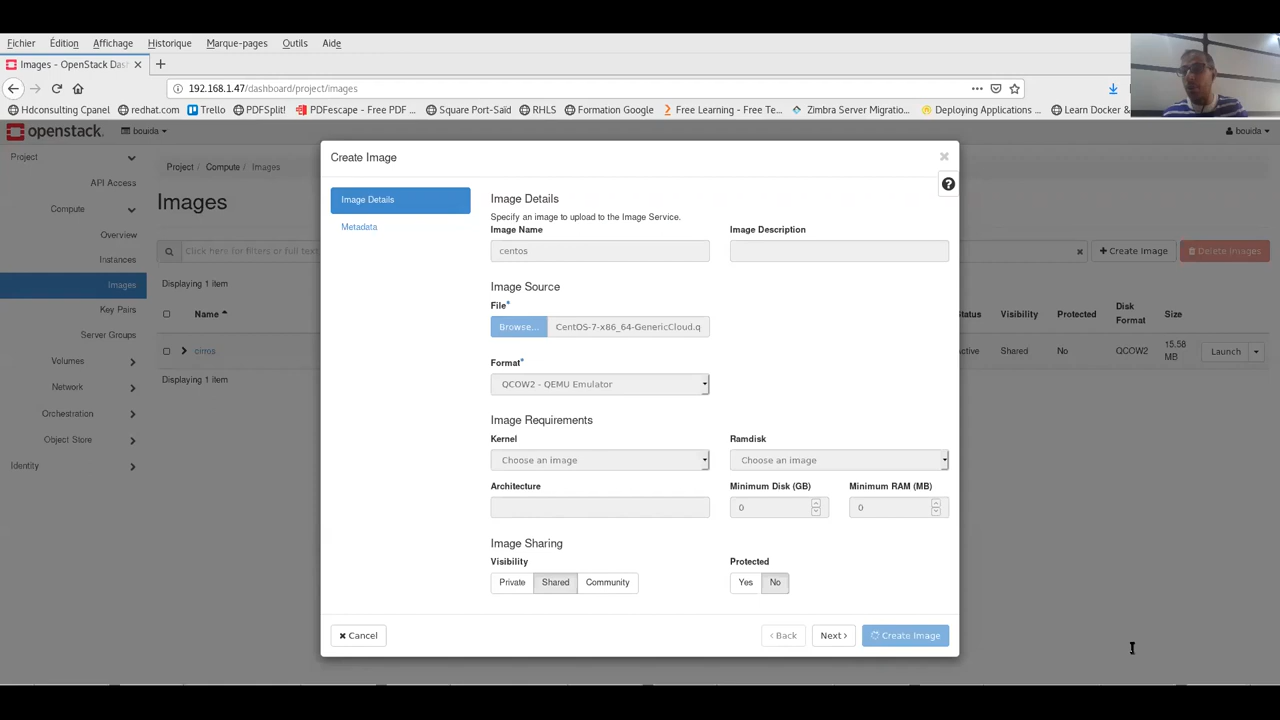 Fichier Édition Affichage Historique Marque-pages Outils Aide
Images - OpenStack Das
192.168.1.47/dashboard/project/images
Hdconsulting Cpanel redhat.com Trello PDFSplit! PDFescape - Free PDF ... Square Port-Saïd RHLS Formation Google Free Learning - Free Te... Zimbra Server Migratio... Deploying Applications ... Learn Docker &
openstack. bouida bouida
Project
API Access
Compute
Overview
Instances
Images
Key Pairs
Server Groups
Volumes
Network
Orchestration
Object Store
Identity
Project / Compute / Images
Images
Click here for filters or full text
+ Create Image
Delete Images
Displaying 1 item
Name
Status Visibility Protected Disk Format Size
cirros
Active Shared No QCOW2 15.58 MB Launch
Displaying 1 item
Create Image
Image Details
Metadata
Image Details
Specify an image to upload to the Image Service.
Image Name Image Description
centos
Image Source
File*
Browse... CentOS-7-x86_64-GenericCloud.q
Format*
QCOW2 - QEMU Emulator
Image Requirements
Kernel Ramdisk
Choose an image Choose an image
Architecture Minimum Disk (GB) Minimum RAM (MB)
0 0
Image Sharing
Visibility Protected
Private Shared Community Yes No
× Cancel < Back Next > Create Image